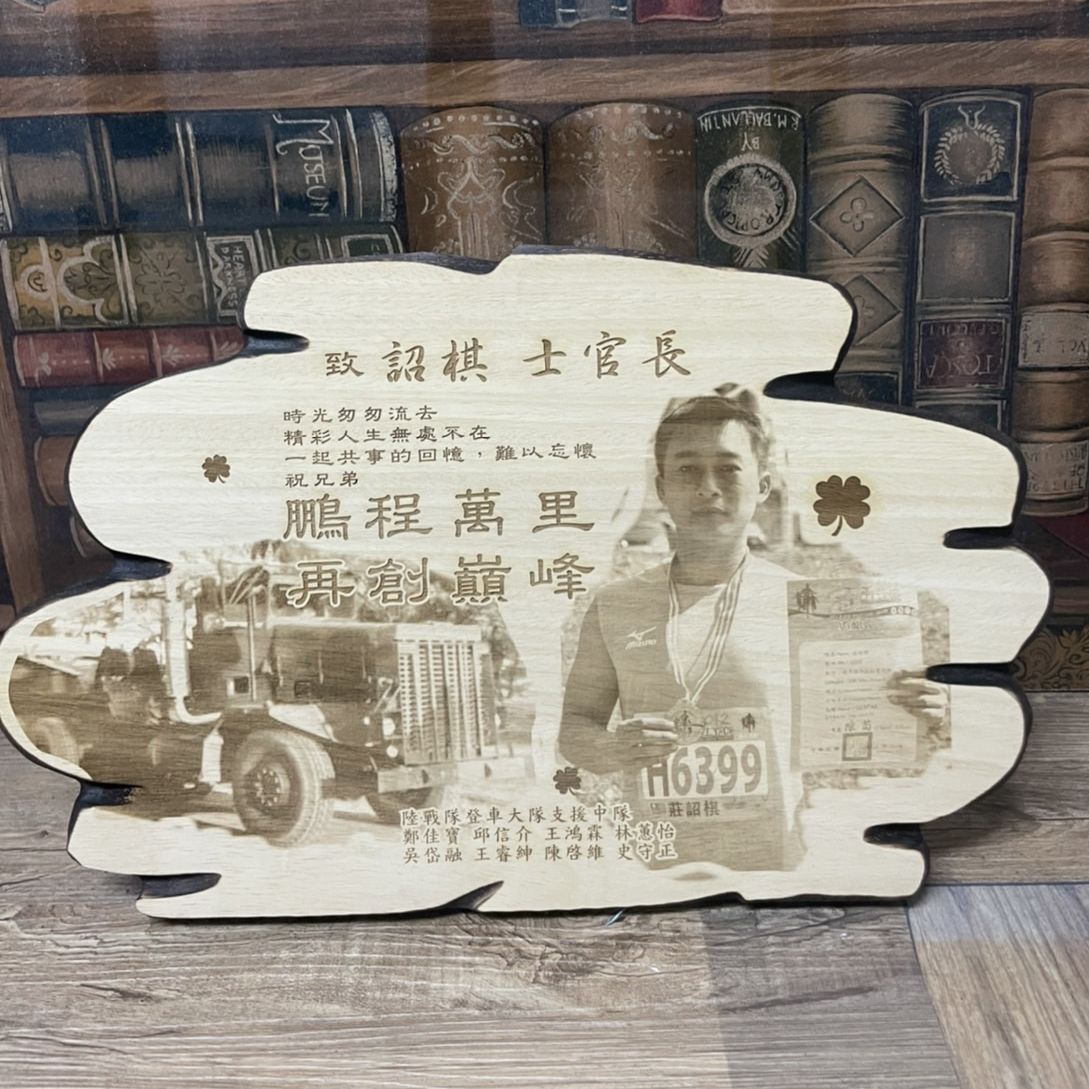 MUSEUM
R.M. BALLANTIN
BY
致 詔棋 士官長
時光匆匆流去
精彩人生無處不在
一起共事的回憶，難以忘懷
祝兄弟
鵬程萬里
再創巔峰
MIZUNO
H6399
莊詔棋
陸戰隊登車大隊支援中隊
鄭佳寶 邱信介 王鴻霖 林蕙怡
吳岱融 王睿紳 陳啓維 史守正